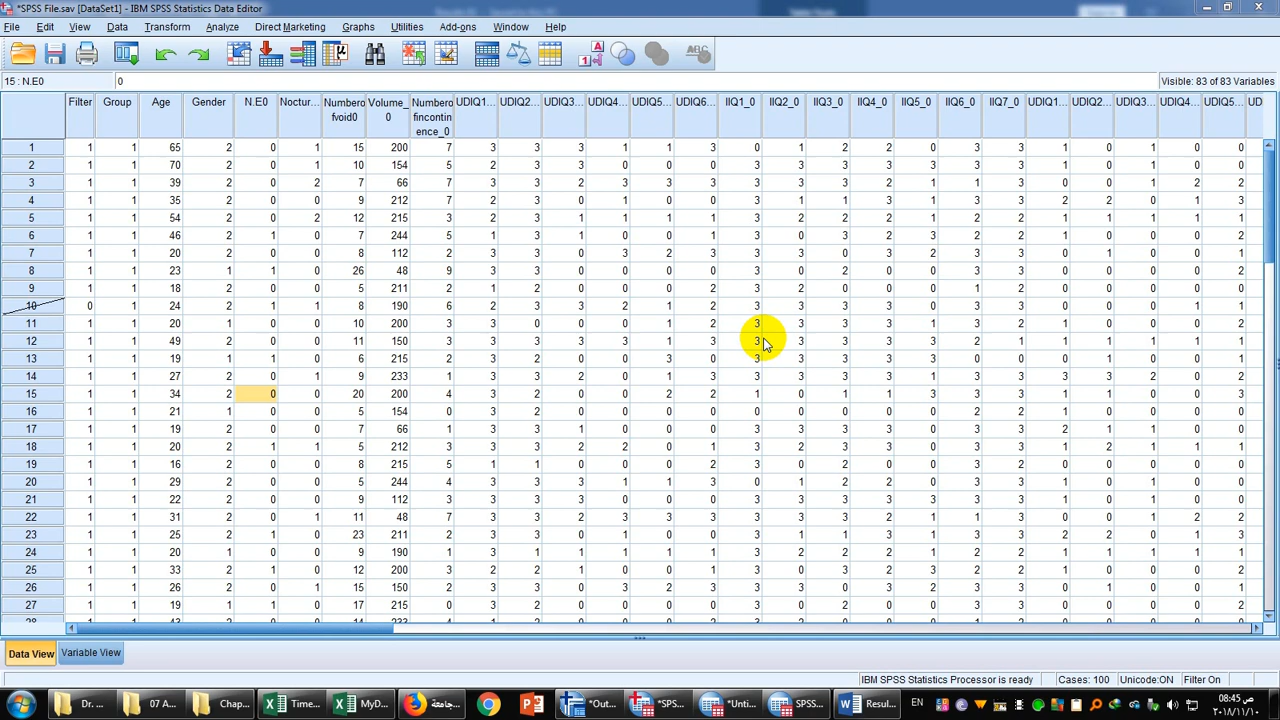 *SPSS File.sav [DataSet1] - IBM SPSS Statistics Data Editor
File Edit View Data Transform Analyze Direct Marketing Graphs Utilities Add-ons Window Help
15 : N.E0 0 Visible: 83 of 83 Variables
Filter Group Age Gender N.E0 Noctur... Numbero fvoid0 Volume_0 Numbero fincontin ence_0 UDIQ1... UDIQ2... UDIQ3... UDIQ4... UDIQ5... UDIQ6... IIQ1_0 IIQ2_0 IIQ3_0 IIQ4_0 IIQ5_0 IIQ6_0 IIQ7_0 UDIQ1... UDIQ2... UDIQ3... UDIQ4... UDIQ5... UD
1 1 1 65 2 0 1 15 200 7 3 3 3 1 1 3 0 1 2 2 0 3 3 1 0 1 0 0
2 1 1 70 2 0 1 10 154 5 2 3 3 0 0 3 3 3 3 3 3 3 3 0 0 1 0 0
3 1 1 39 2 0 2 7 66 7 3 3 2 3 3 3 3 3 3 2 1 1 3 0 0 1 2 2
4 1 1 35 2 0 0 9 212 7 2 3 0 1 0 0 3 1 1 3 1 3 3 2 2 0 1 3
5 1 1 54 2 0 2 12 215 3 2 3 1 1 1 1 3 2 2 2 1 2 2 0 1 1 1 1
6 1 1 46 2 1 0 7 244 5 1 3 1 0 0 1 3 0 3 2 3 2 2 1 0 0 0 2
7 1 1 20 2 0 0 8 112 2 3 3 0 3 2 3 3 3 0 3 2 3 3 0 1 0 0 1
8 1 1 23 1 1 0 26 48 9 3 3 0 0 0 0 3 0 2 0 0 3 3 0 0 0 0 2
9 1 1 18 2 0 0 5 211 2 1 3 0 0 0 2 3 2 0 0 0 1 2 0 0 0 0 0
10 0 1 24 2 1 1 8 190 6 2 3 3 2 1 2 3 3 3 3 0 3 3 0 0 0 1 1
11 1 1 20 1 0 0 10 200 3 3 0 0 0 1 2 3 3 3 3 1 3 2 1 0 0 0 2
12 1 1 49 2 0 0 11 150 3 3 3 3 3 1 3 3 3 3 3 3 2 1 1 1 1 0 1
13 1 1 19 1 1 0 6 215 2 3 2 0 0 3 2 3 3 3 3 3 0 0 0 0 1 0 1
14 1 1 27 2 0 1 9 233 1 3 3 2 0 1 3 3 3 3 3 1 3 3 3 3 2 0 2
15 1 1 34 2 0 0 20 200 4 3 2 0 0 2 2 1 0 1 1 3 3 3 1 0 0 0 3
16 1 1 21 1 0 0 5 154 0 3 2 0 0 0 0 0 0 0 0 0 2 2 1 0 0 0 0
17 1 1 19 2 0 0 7 66 1 3 3 1 0 0 0 3 3 3 3 3 3 3 2 1 1 0 0
18 1 1 20 2 1 1 5 212 3 3 3 2 2 0 1 3 3 3 2 3 3 3 1 2 1 1 1
19 1 1 16 2 0 0 8 215 5 1 1 0 0 0 2 3 0 0 0 0 3 2 0 0 0 0 0
20 1 1 29 2 0 0 5 244 4 3 3 3 1 1 3 0 1 2 2 0 3 3 1 0 1 0 0
21 1 1 22 2 0 0 9 112 3 3 3 3 0 0 0 3 3 3 3 3 3 3 0 0 1 0 0
22 1 1 31 2 0 1 11 48 7 3 3 2 3 3 3 3 3 3 2 1 1 3 0 0 1 2 2
23 1 1 25 2 1 0 23 211 2 3 3 0 1 0 0 3 1 1 3 1 3 3 2 2 0 1 3
24 1 1 20 1 0 0 9 190 1 3 1 1 1 1 1 3 2 2 2 1 2 2 0 1 1 1 1
25 1 1 33 2 1 0 12 200 3 2 2 1 0 0 1 3 0 3 2 3 2 2 1 0 0 0 2
26 1 1 26 2 0 1 15 150 2 3 3 0 3 2 3 3 3 0 3 2 3 3 0 1 0 0 1
27 1 1 19 1 1 0 17 215 0 3 2 0 0 0 0 3 0 2 0 0 3 3 0 0 0 0 2
Data View Variable View
IBM SPSS Statistics Processor is ready Cases: 100 Unicode:ON Filter On
Dr. ... 07 A... Chap... Time... MyD... جامعة... *Out... *SPS... *Unti... SPSS... Resul... EN ص 08:45
٢٠١٨/١١/١٠